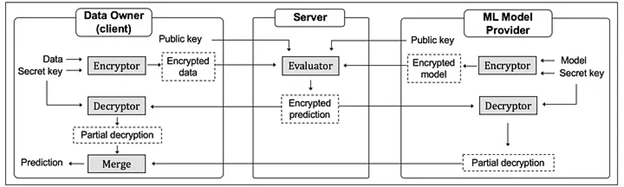 Data Owner
(client)
Server
ML Model
Provider
Public key
Public key
Data
Secret key
Encryptor
Encrypted
data
Evaluator
Encrypted
model
Encryptor
Model
Secret key
Decryptor
Encrypted
prediction
Decryptor
Partial decryption
Prediction
Merge
Partial decryption